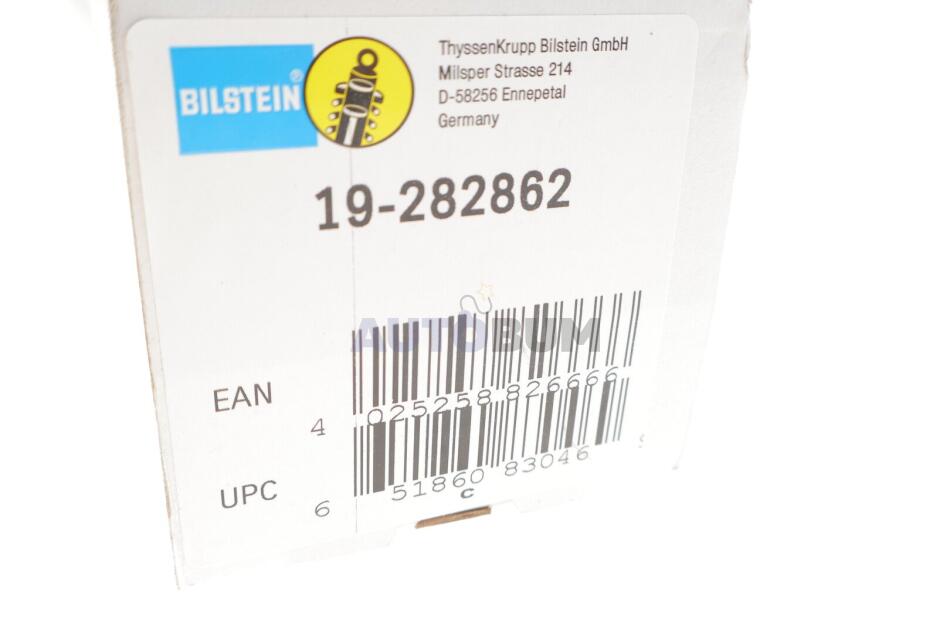 BILSTEIN®
ThyssenKrupp Bilstein GmbH
Milsper Strasse 214
D-58256 Ennepetal
Germany
19-282862
AUTOBUM
EAN
4 025258 826666
UPC
6 51860 83046
c